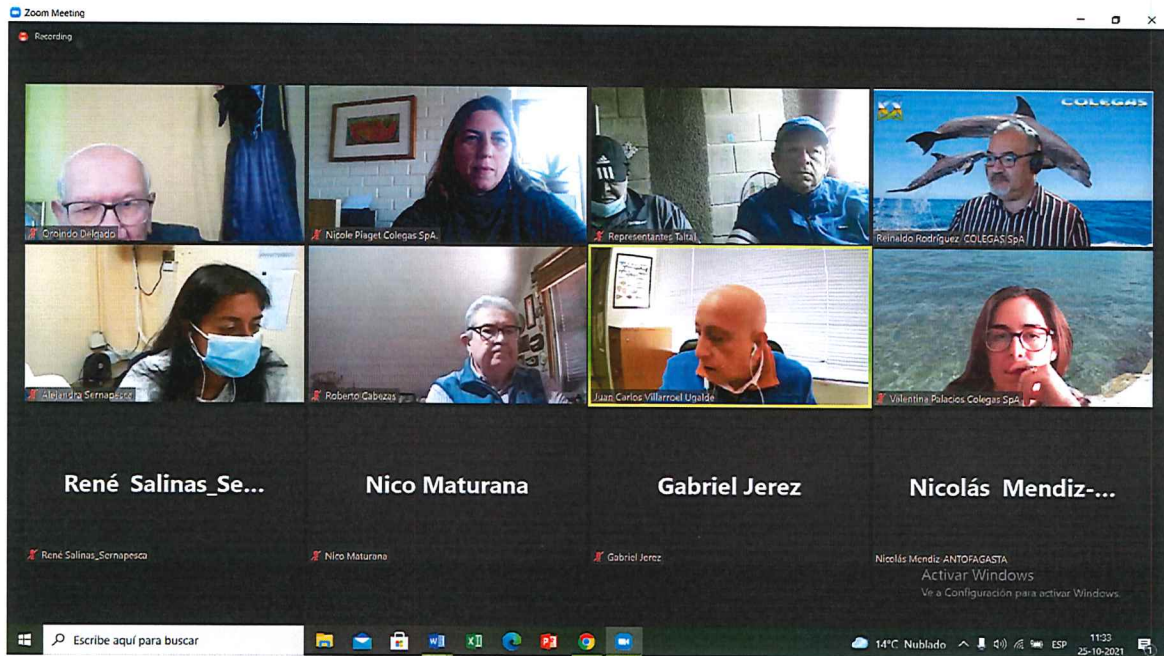 Zoom Meeting
Recording
COLEGAS
Oroindo Delgado
Nicole Piaget Colegas SpA.
Representantes Taltal
Reinaldo Rodríguez- COLEGAS SpA
Alejandra Sernapesca
Roberto Cabezas
Juan Carlos Villarroel Ugalde
Valentina Palacios Colegas SpA
René Salinas_Se...
Nico Maturana
Gabriel Jerez
Nicolás Mendiz-...
René Salinas_Sernapesca
Nico Maturana
Gabriel Jerez
Nicolás Mendiz-ANTOFAGASTA
Activar Windows
Ve a Configuración para activar Windows.
Escribe aquí para buscar
14°C Nublado
ESP
11:33
25-10-2021